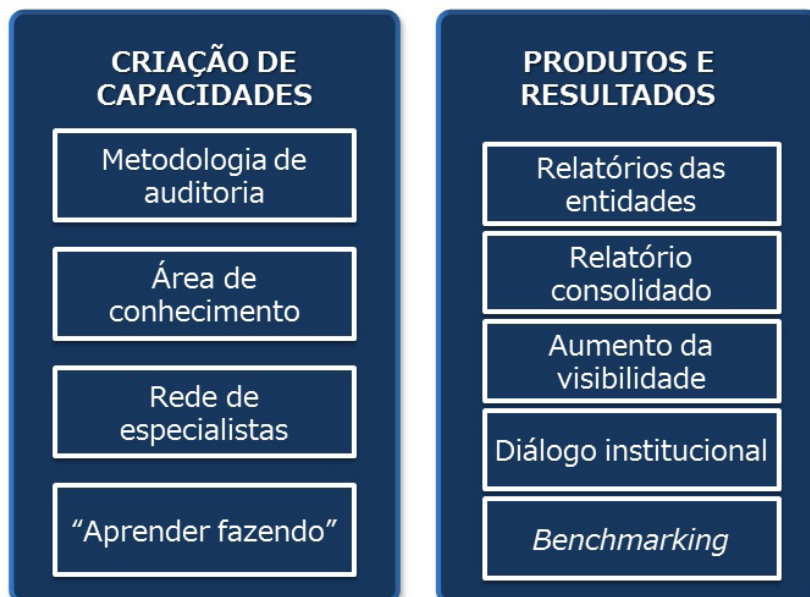 CRIAÇÃO DE
CAPACIDADES
Metodologia de
auditoria
Área de
conhecimento
Rede de
especialistas
“Aprender fazendo”
PRODUTOS E
RESULTADOS
Relatórios das
entidades
Relatório
consolidado
Aumento da
visibilidade
Diálogo institucional
Benchmarking